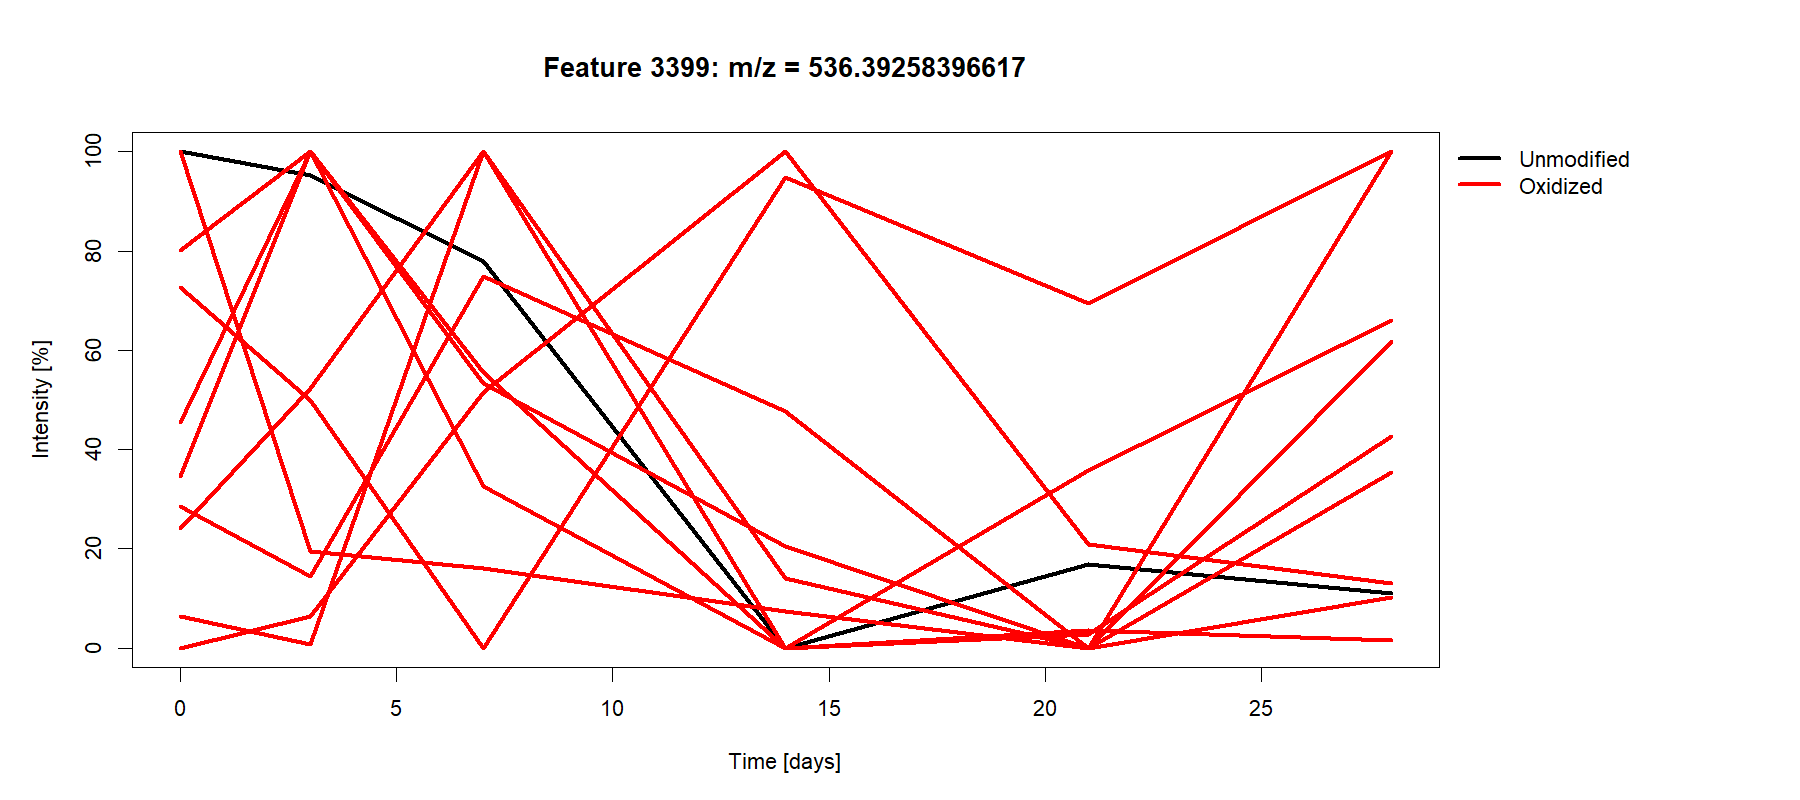 Feature 3399: m/z = 536.39258396617
Unmodified
Oxidized
Intensity [%]
100
80
60
40
20
0
0 5 10 15 20 25
Time [days]